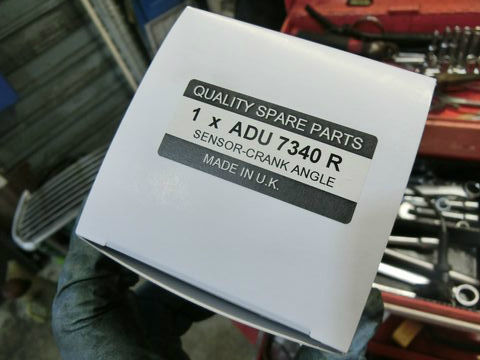 QUALITY SPARE PARTS
1 x ADU 7340 R
SENSOR-CRANK ANGLE
MADE IN U.K.